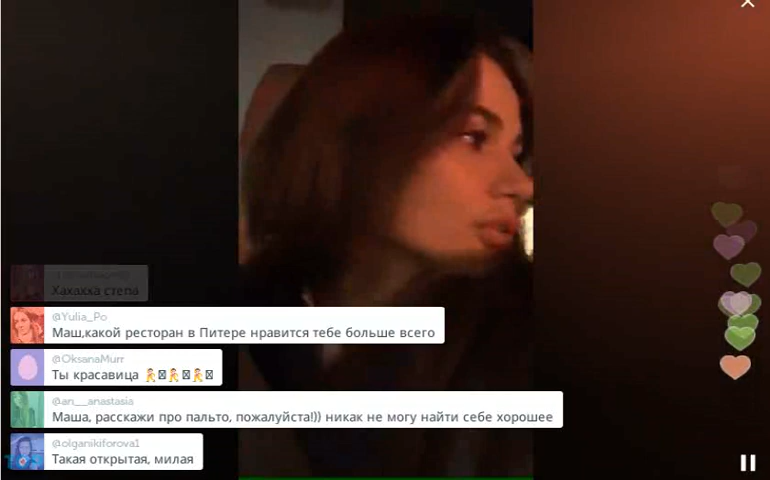 Хахахха степа
@Yulia_Po
Маш,какой ресторан в Питере нравится тебе больше всего
@OksanaMurr
Ты красавица
@an__anastasia
Маша, расскажи про пальто, пожалуйста!)) никак не могу найти себе хорошее
@olganikiforova1
Такая открытая, милая